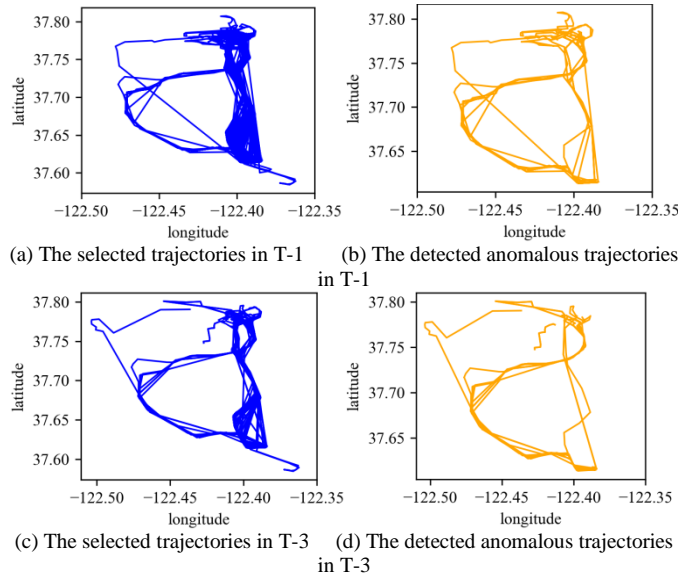 37.80
37.75
37.70
37.65
37.60
latitude
−122.50 −122.45 −122.40 −122.35
longitude
37.80
37.75
37.70
37.65
latitude
−122.50 −122.45 −122.40 −122.35
longitude
(a) The selected trajectories in T-1 (b) The detected anomalous trajectories
in T-1
37.80
37.75
37.70
37.65
37.60
latitude
−122.50 −122.45 −122.40 −122.35
longitude
37.80
37.75
37.70
37.65
latitude
−122.50 −122.45 −122.40 −122.35
longitude
(c) The selected trajectories in T-3 (d) The detected anomalous trajectories
in T-3